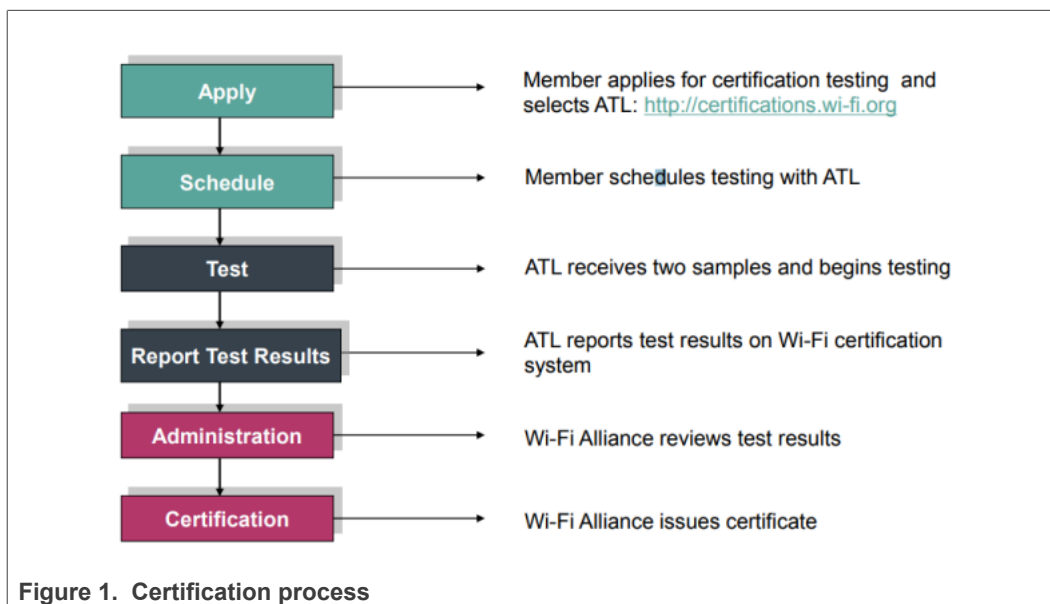 Apply
Member applies for certification testing and
selects ATL: http://certifications.wi-fi.org
Schedule
Member schedules testing with ATL
Test
ATL receives two samples and begins testing
Report Test Results
ATL reports test results on Wi-Fi certification
system
Administration
Wi-Fi Alliance reviews test results
Certification
Wi-Fi Alliance issues certificate
Figure 1. Certification process